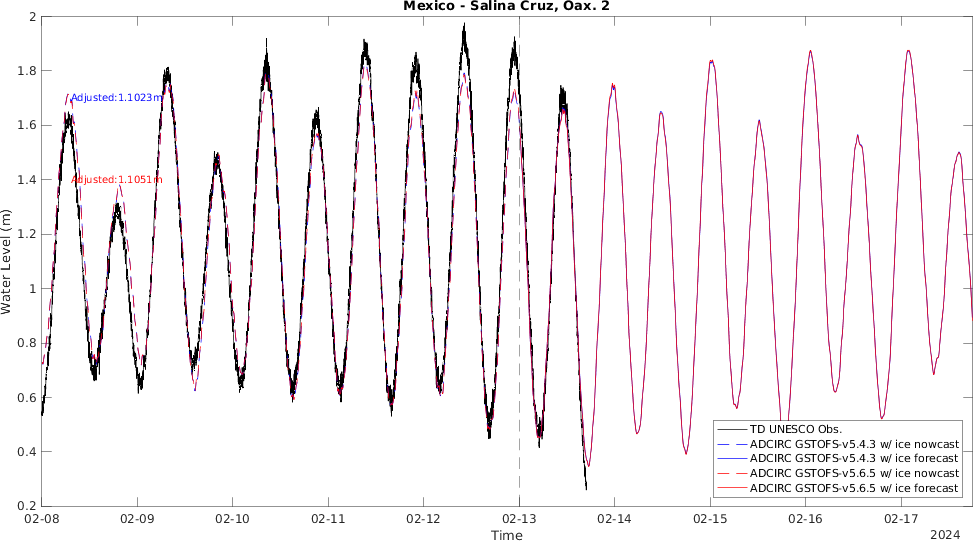 Mexico - Salina Cruz, Oax. 2
Water Level (m)
2
1.8
1.6
1.4
1.2
1
0.8
0.6
0.4
0.2
Adjusted:1.1023m
Adjusted:1.1051m
TD UNESCO Obs.
ADCIRC GSTOFS-v5.4.3 w/ ice nowcast
ADCIRC GSTOFS-v5.4.3 w/ ice forecast
ADCIRC GSTOFS-v5.6.5 w/ ice nowcast
ADCIRC GSTOFS-v5.6.5 w/ ice forecast
02-08 02-09 02-10 02-11 02-12 02-13 02-14 02-15 02-16 02-17
Time
2024